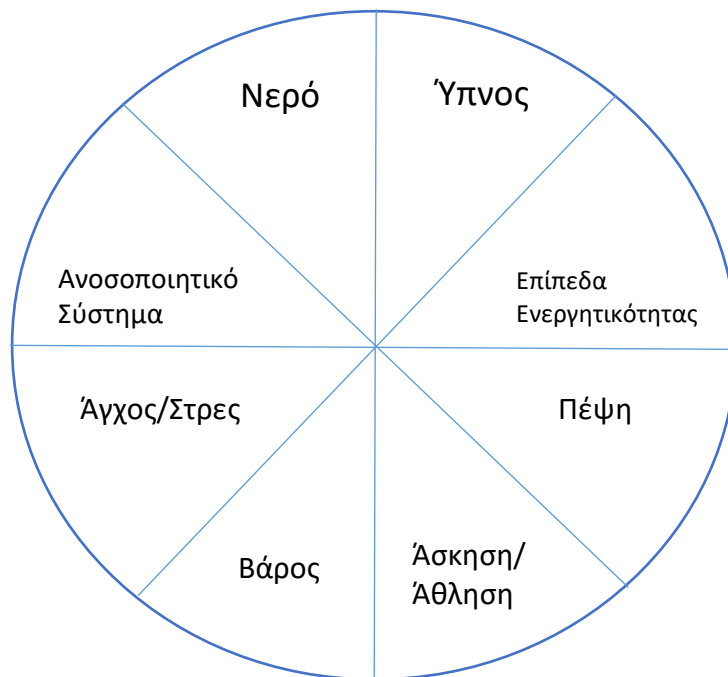 Νερό
Ύπνος
Ανοσοποιητικό
Σύστημα
Επίπεδα
Ενεργητικότητας
Άγχος/Στρες
Πέψη
Βάρος
Άσκηση/
Άθληση